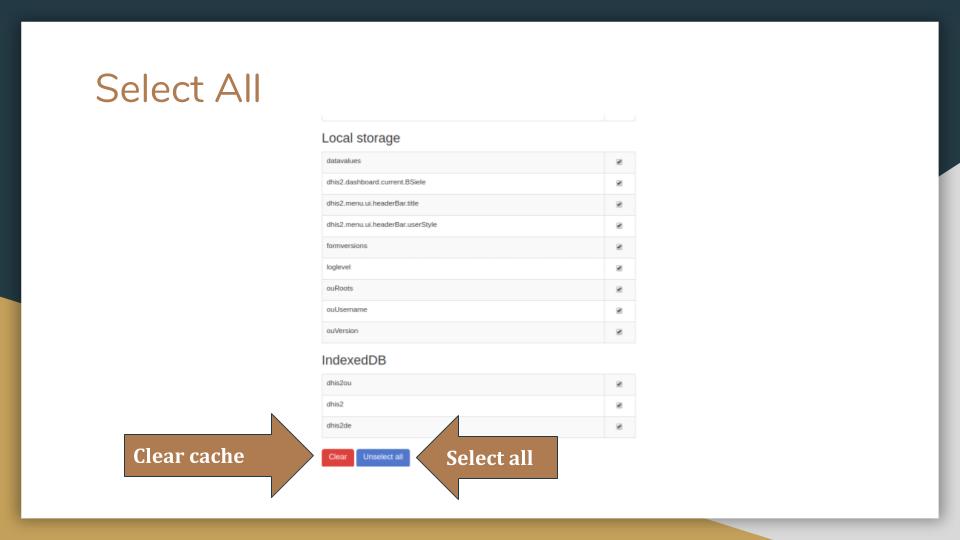 Select All
Local storage
datavalues
dhis2.dashboard.current.BSiele
dhis2.menu.ui.headerBar.title
dhis2.menu.ui.headerBar.userStyle
formversions
loglevel
ouRoots
ouUsername
ouVersion
IndexedDB
dhis2ou
dhis2
dhis2de
Clear cache
Clear
Unselect all
Select all